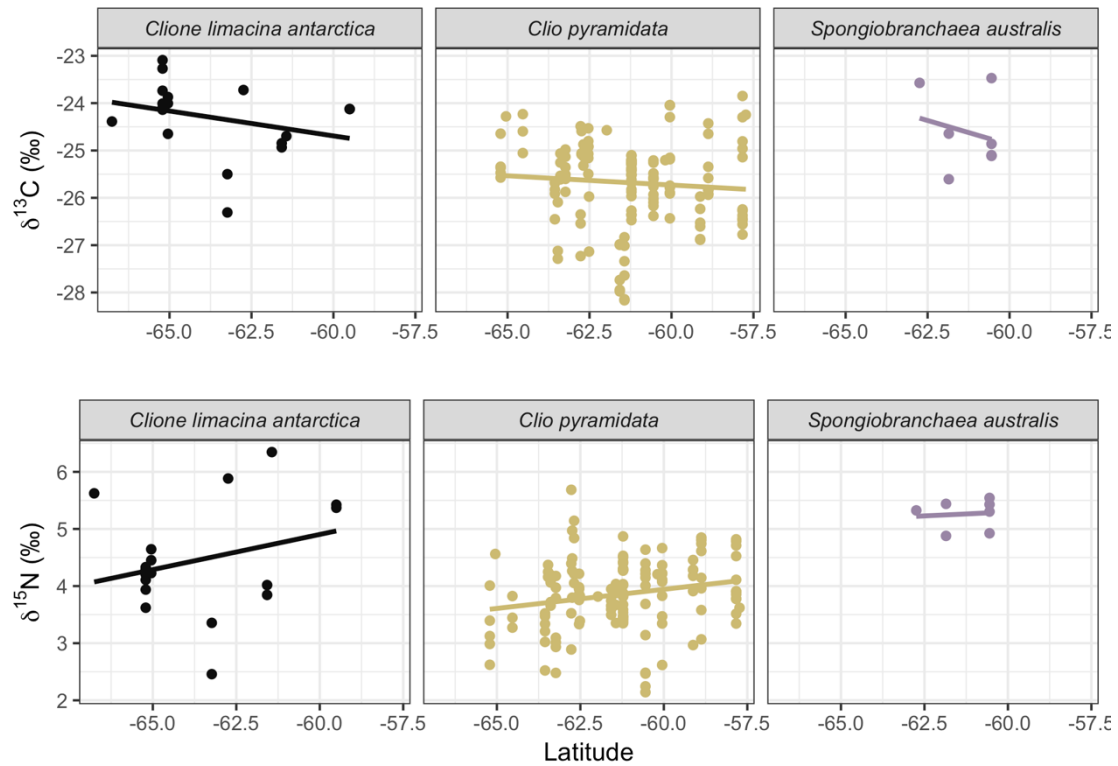 Clione limacina antarctica Clio pyramidata Spongiobranchaea australis
-23
-24
-25
-26
-27
-28
δ13C (‰)
-65.0 -62.5 -60.0 -57.5 -65.0 -62.5 -60.0 -57.5 -65.0 -62.5 -60.0 -57.5
Clione limacina antarctica Clio pyramidata Spongiobranchaea australis
6
5
4
3
2
δ15N (‰)
-65.0 -62.5 -60.0 -57.5 -65.0 -62.5 -60.0 -57.5 -65.0 -62.5 -60.0 -57.5
Latitude